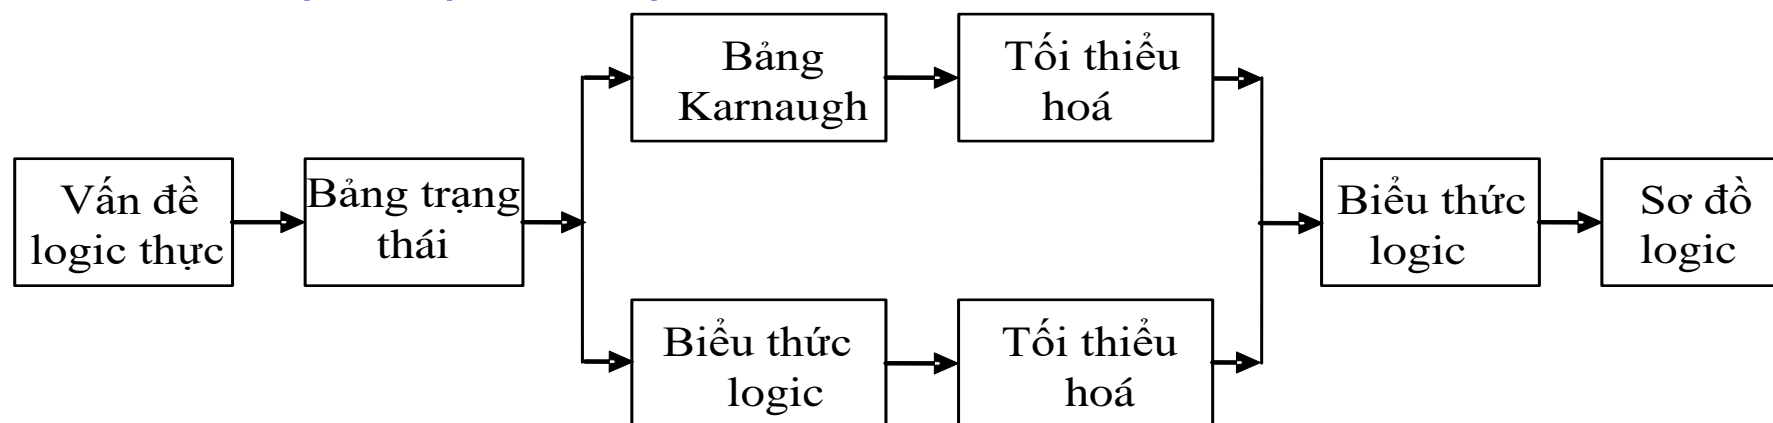 Vấn đề
logic thực
Bảng trạng
thái
Bảng
Karnaugh
Tối thiểu
hoá
Biểu thức
logic
Tối thiểu
hoá
Biểu thức
logic
Sơ đồ
logic